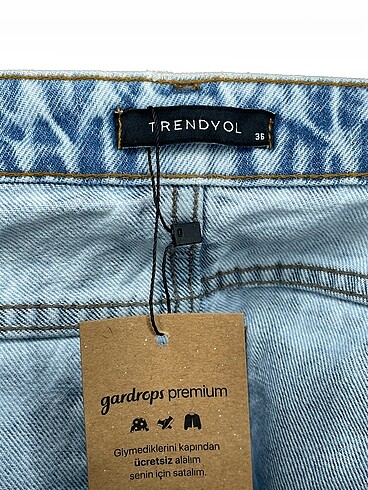 TRENDYOL
36
gardrops premium
Giymediklerini kapından
ücretsiz alalım
senin için satalım.